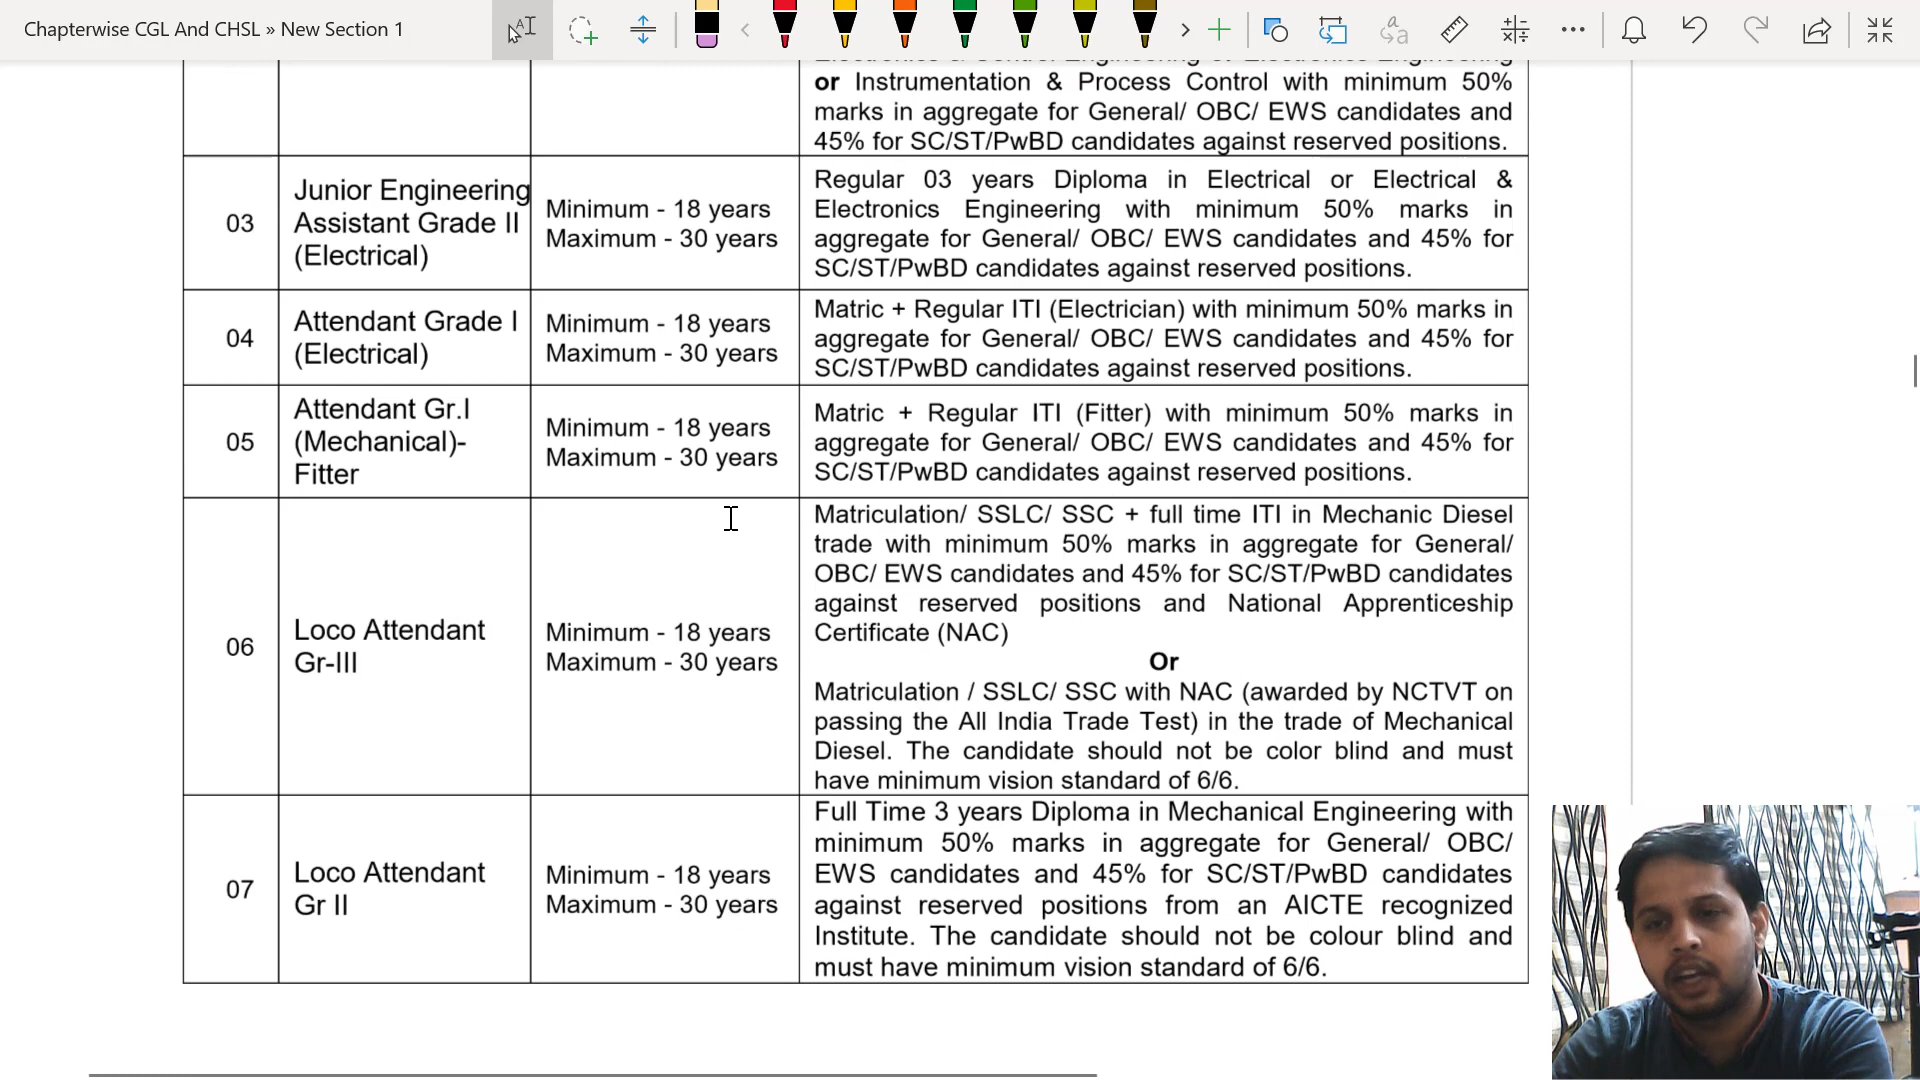 Chapterwise CGL And CHSL » New Section 1
or Instrumentation & Process Control with minimum 50%
marks in aggregate for General/ OBC/ EWS candidates and
45% for SC/ST/PwBD candidates against reserved positions.
03
Junior Engineering
Assistant Grade II
(Electrical)
Minimum - 18 years
Maximum - 30 years
Regular 03 years Diploma in Electrical or Electrical &
Electronics Engineering with minimum 50% marks in
aggregate for General/ OBC/ EWS candidates and 45% for
SC/ST/PwBD candidates against reserved positions.
04
Attendant Grade I
(Electrical)
Minimum - 18 years
Maximum - 30 years
Matric + Regular ITI (Electrician) with minimum 50% marks in
aggregate for General/ OBC/ EWS candidates and 45% for
SC/ST/PwBD candidates against reserved positions.
05
Attendant Gr.I
(Mechanical)-
Fitter
Minimum - 18 years
Maximum - 30 years
Matric + Regular ITI (Fitter) with minimum 50% marks in
aggregate for General/ OBC/ EWS candidates and 45% for
SC/ST/PwBD candidates against reserved positions.
06
Loco Attendant
Gr-III
Minimum - 18 years
Maximum - 30 years
Matriculation/ SSLC/ SSC + full time ITI in Mechanic Diesel
trade with minimum 50% marks in aggregate for General/
OBC/ EWS candidates and 45% for SC/ST/PwBD candidates
against reserved positions and National Apprenticeship
Certificate (NAC)
Or
Matriculation / SSLC/ SSC with NAC (awarded by NCTVT on
passing the All India Trade Test) in the trade of Mechanical
Diesel. The candidate should not be color blind and must
have minimum vision standard of 6/6.
07
Loco Attendant
Gr II
Minimum - 18 years
Maximum - 30 years
Full Time 3 years Diploma in Mechanical Engineering with
minimum 50% marks in aggregate for General/ OBC/
EWS candidates and 45% for SC/ST/PwBD candidates
against reserved positions from an AICTE recognized
Institute. The candidate should not be colour blind and
must have minimum vision standard of 6/6.